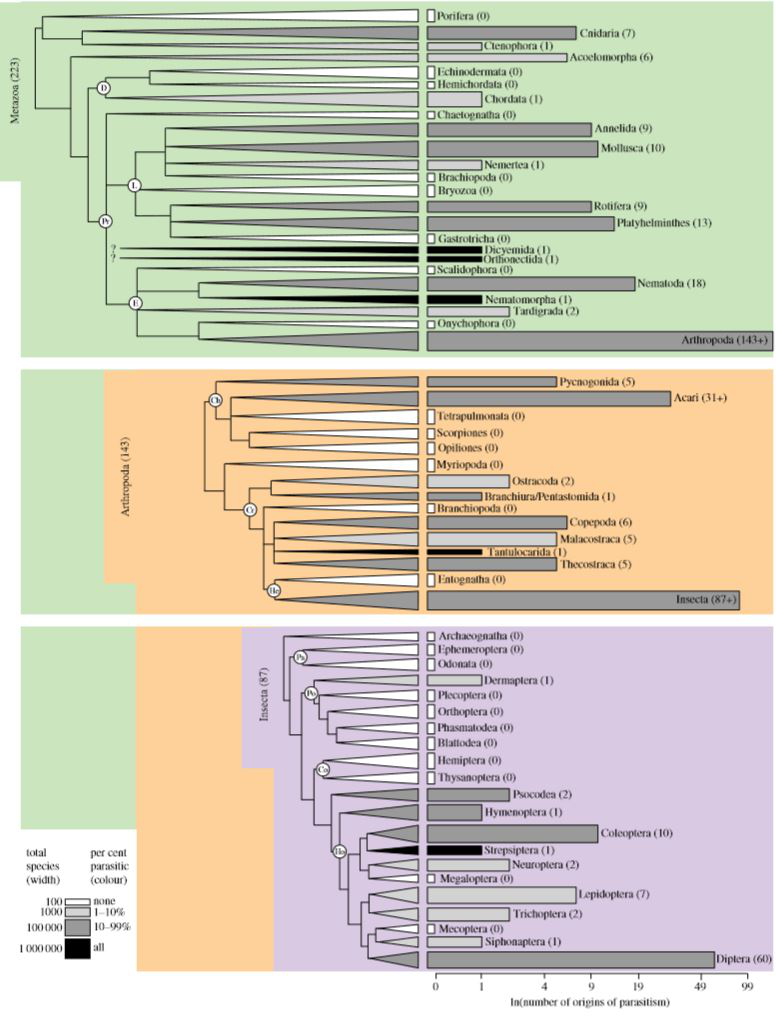 Metazoa (223)
Porifera (0)
Cnidaria (7)
Ctenophora (1)
Acoelomorpha (6)
Echinodermata (0)
D
Hemichordata (0)
Chordata (1)
Chaetognatha (0)
Annelida (9)
Mollusca (10)
Nemertea (1)
Brachiopoda (0)
L
Bryozoa (0)
Rotifera (9)
Pr
Platyhelminthes (13)
Gastrotricha (0)
? Dicyemida (1)
? Orthonectida (1)
Scalidophora (0)
Nematoda (18)
Nematomorpha (1)
E
Tardigrada (2)
Onychophora (0)
Arthropoda (143+)
Arthropoda (143)
Pycnogonida (5)
Ch
Acari (31+)
Tetrapulmonata (0)
Scorpiones (0)
Opiliones (0)
Myriopoda (0)
Ostracoda (2)
Branchiura/Pentastomida (1)
Cr
Branchiopoda (0)
Copepoda (6)
Malacostraca (5)
Tantulocarida (1)
Thecostraca (5)
Entognatha (0)
He
Insecta (87+)
Insecta (87)
Archaeognatha (0)
Ephemeroptera (0)
Pa
Odonata (0)
Dermaptera (1)
Po
Plecoptera (0)
Orthoptera (0)
Phasmatodea (0)
Blattodea (0)
Hemiptera (0)
Co
Thysanoptera (0)
Psocodea (2)
Hymenoptera (1)
Coleoptera (10)
Ho
Strepsiptera (1)
Neuroptera (2)
Megaloptera (0)
Lepidoptera (7)
Trichoptera (2)
Mecoptera (0)
Siphonaptera (1)
Diptera (60)
total species (width)
per cent parasitic (colour)
100 none
1000 1–10%
100 000 10–99%
1 000 000 all
0 1 4 9 19 49 99
ln(number of origins of parasitism)